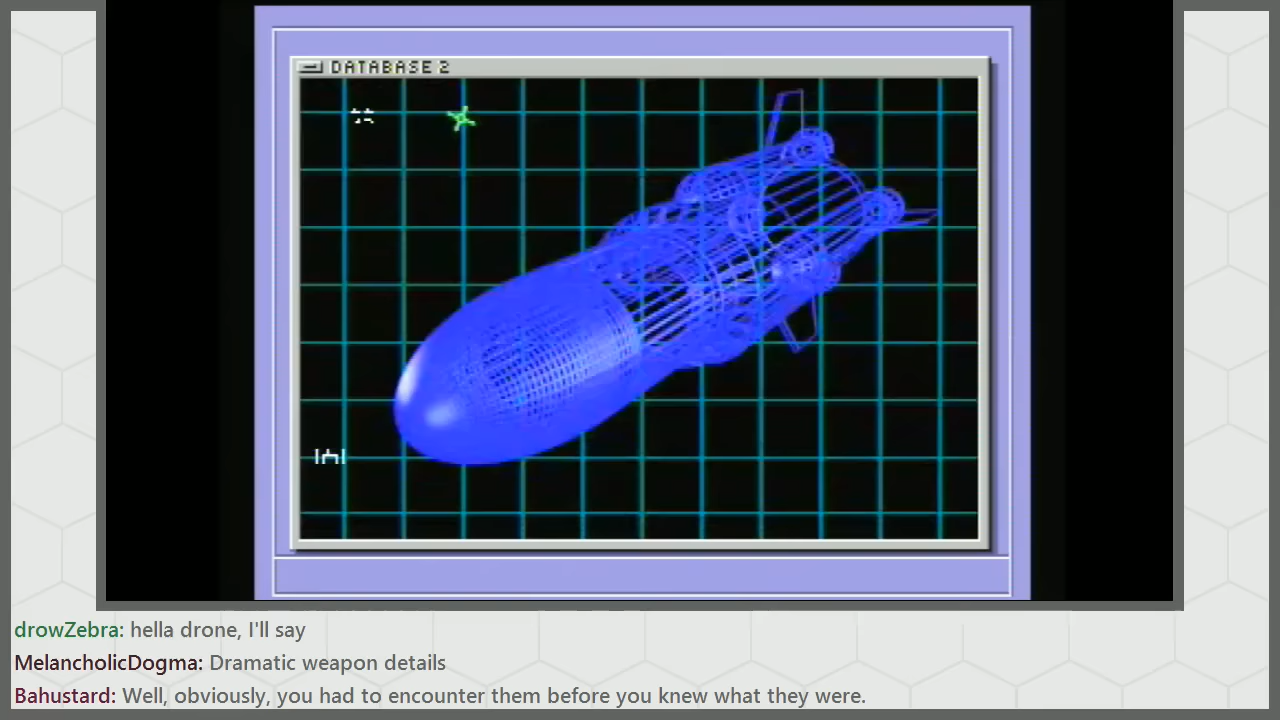 DATABASE 2
drowZebra: hella drone, I'll say
MelancholicDogma: Dramatic weapon details
Bahustard: Well, obviously, you had to encounter them before you knew what they were.